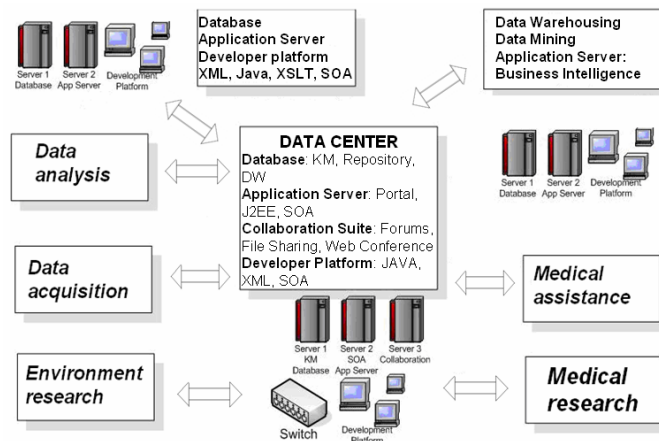 Server 1
Database
Server 2
App Server
Development
Platform
Database
Application Server
Developer platform
XML, Java, XSLT, SOA
Data Warehousing
Data Mining
Application Server:
Business Intelligence
Data
analysis
DATA CENTER
Database: KM, Repository,
DW
Application Server: Portal,
J2EE, SOA
Collaboration Suite: Forums,
File Sharing, Web Conference
Developer Platform: JAVA,
XML, SOA
Server 1
Database
Server 2
App Server
Development
Platform
Data
acquisition
Medical
assistance
Server 1
KM
Database
Server 2
SOA
App Server
Server 3
Collaboration
Environment
research
Switch
Development
Platform
Medical
research